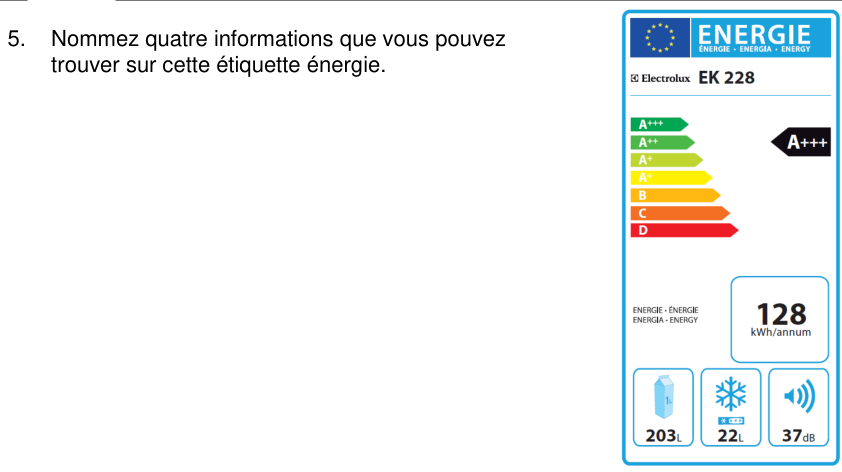 5. Nommez quatre informations que vous pouvez
trouver sur cette étiquette énergie.
ENERGIE
ÉNERGIE · ENERGIA · ENERGY
Electrolux EK 228
A+++
A+++
A++
A+
A+
B
C
D
ENERGIE · ÉNERGIE
ENERGIA · ENERGY
128
kWh/annum
203L
22L
37dB